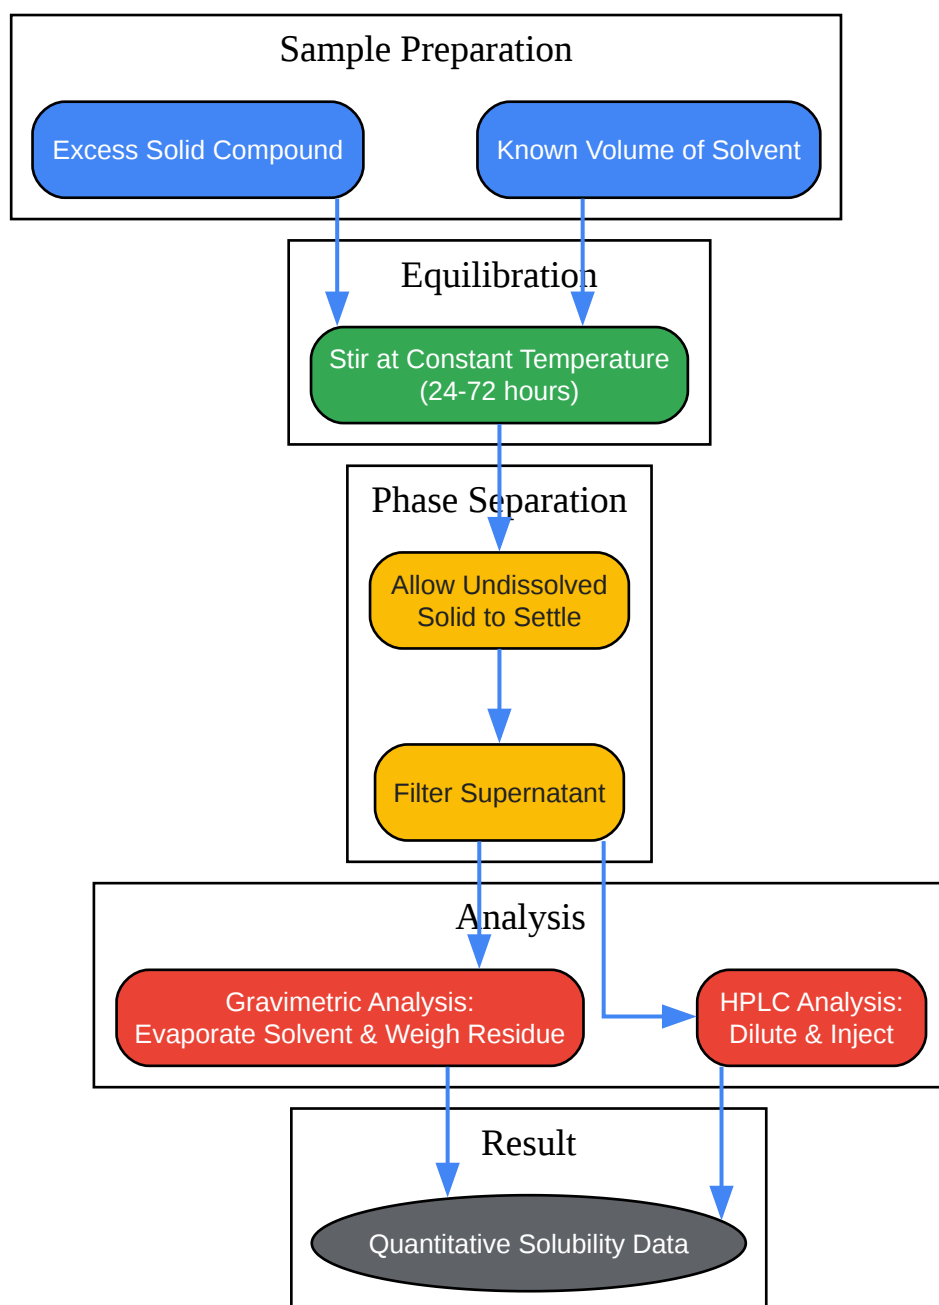 Sample Preparation
Excess Solid Compound
Known Volume of Solvent
Equilibration
Stir at Constant Temperature
(24-72 hours)
Phase Separation
Allow Undissolved
Solid to Settle
Filter Supernatant
Analysis
Gravimetric Analysis:
Evaporate Solvent & Weigh Residue
HPLC Analysis:
Dilute & Inject
Result
Quantitative Solubility Data